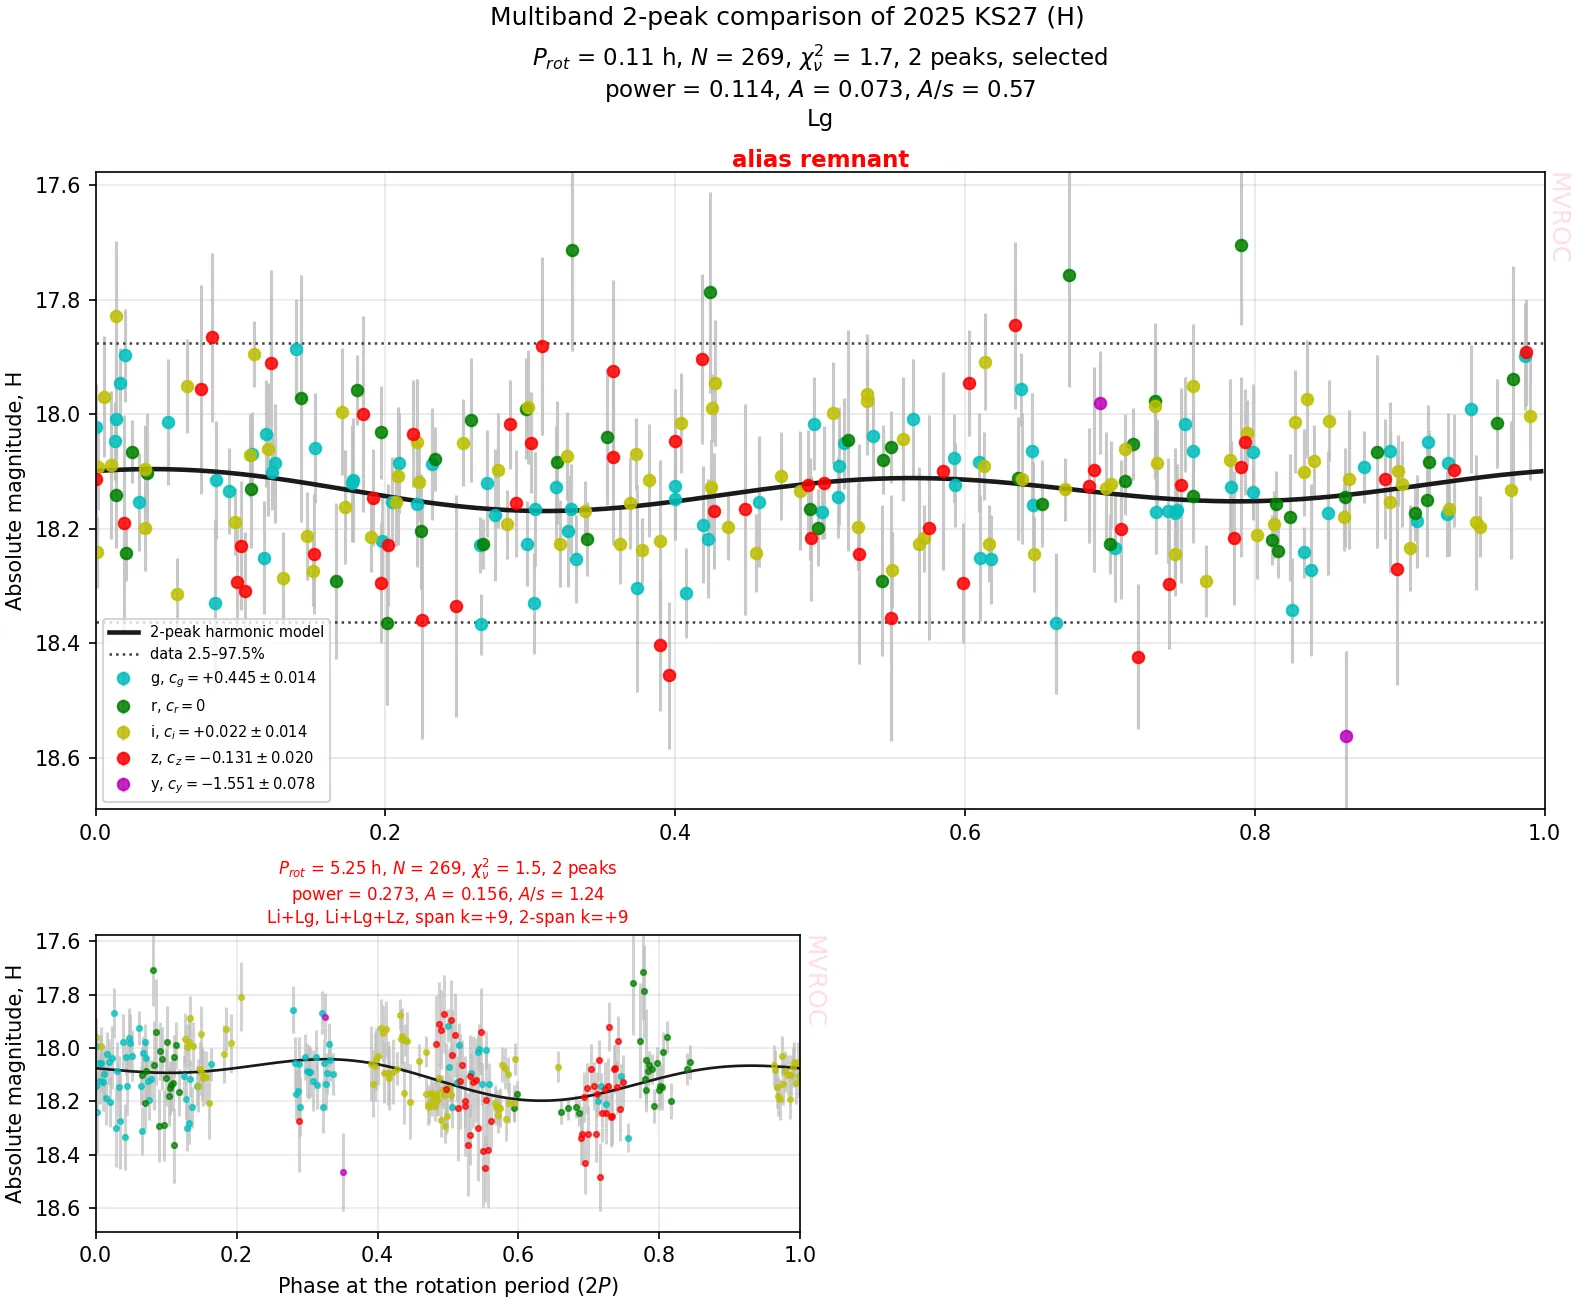 Multiband 2-peak comparison of 2025 KS27 (H)
P_rot = 0.11 h, N = 269, χ²_ν = 1.7, 2 peaks, selected
power = 0.114, A = 0.073, A/s = 0.57
Lg
alias remnant
MVROC
Absolute magnitude, H
17.6
17.8
18.0
18.2
18.4
18.6
2-peak harmonic model
data 2.5–97.5%
g, c_g = +0.445 ± 0.014
r, c_r = 0
i, c_i = +0.022 ± 0.014
z, c_z = −0.131 ± 0.020
y, c_y = −1.551 ± 0.078
0.0 0.2 0.4 0.6 0.8 1.0
P_rot = 5.25 h, N = 269, χ²_ν = 1.5, 2 peaks
power = 0.273, A = 0.156, A/s = 1.24
Li+Lg, Li+Lg+Lz, span k=+9, 2-span k=+9
MVROC
Absolute magnitude, H
17.6
17.8
18.0
18.2
18.4
18.6
0.0 0.2 0.4 0.6 0.8 1.0
Phase at the rotation period (2P)